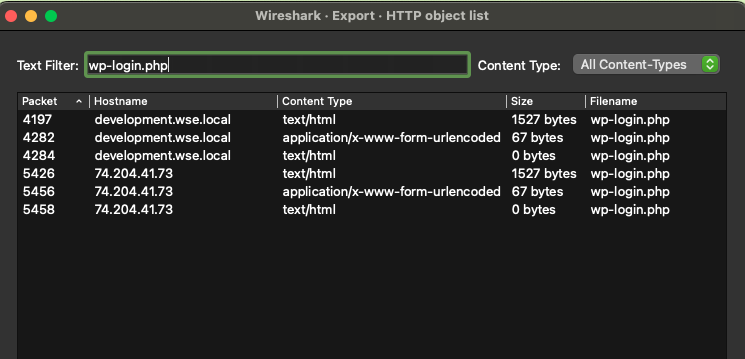 Wireshark · Export · HTTP object list
Text Filter: wp-login.php Content Type: All Content-Types
Packet Hostname Content Type Size Filename
4197 development.wse.local text/html 1527 bytes wp-login.php
4282 development.wse.local application/x-www-form-urlencoded 67 bytes wp-login.php
4284 development.wse.local text/html 0 bytes wp-login.php
5426 74.204.41.73 text/html 1527 bytes wp-login.php
5456 74.204.41.73 application/x-www-form-urlencoded 67 bytes wp-login.php
5458 74.204.41.73 text/html 0 bytes wp-login.php